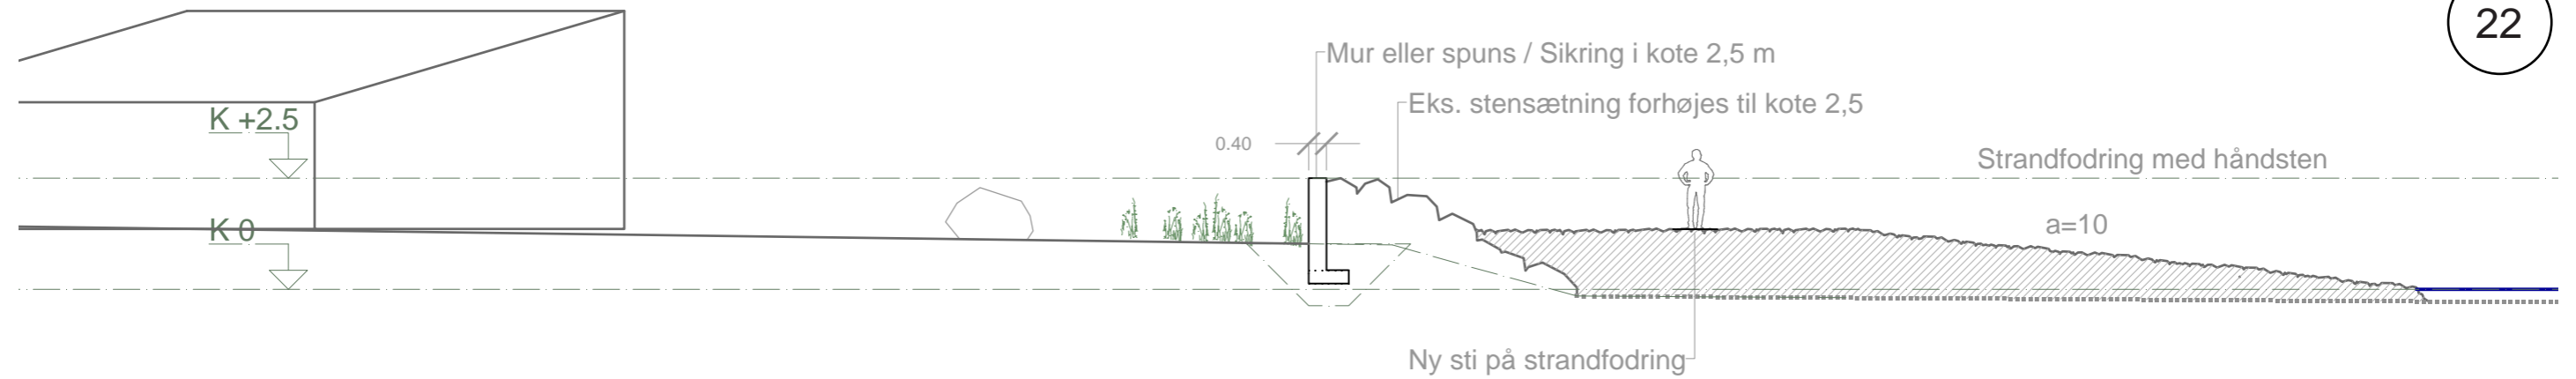 22
Mur eller spuns / Sikring i kote 2,5 m
Eks. stensætning forhøjes til kote 2,5
K +2.5
0.40
Strandfodring med håndsten
a=10
K 0
Ny sti på strandfodring